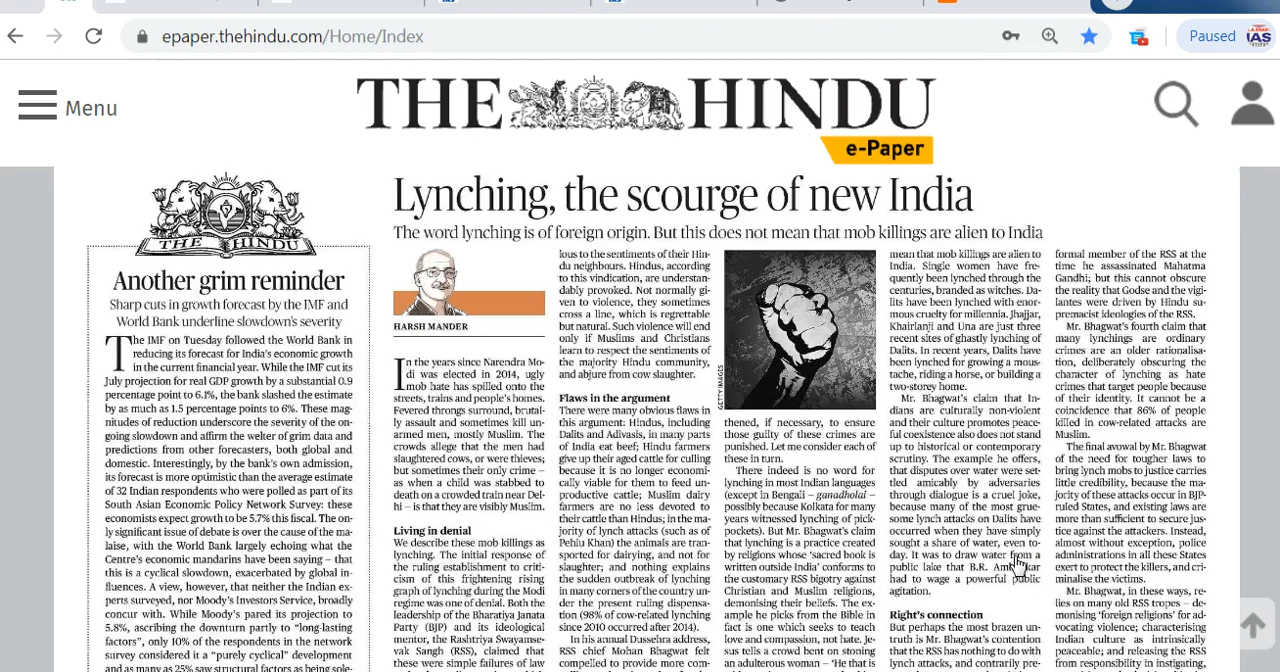 epaper.thehindu.com/Home/Index
Paused
IAS
Menu
THE HINDU
e-Paper
THE HINDU
Another grim reminder
Sharp cuts in growth forecast by the IMF and
World Bank underline slowdown's severity
The IMF on Tuesday followed the World Bank in
reducing its forecast for India's economic growth
in the current financial year. While the IMF cut its
July projection for real GDP growth by a substantial 0.9
percentage point to 6.1%, the bank slashed the estimate
by as much as 1.5 percentage points to 6%. These mag-
nitudes of reduction underscore the severity of the on-
going slowdown and affirm the welter of grim data and
predictions from other forecasters, both global and
domestic. Interestingly, by the bank's own admission,
its forecast is more optimistic than the average estimate
of 32 Indian respondents who were polled as part of its
South Asian Economic Policy Network Survey: these
economists expect growth to be 5.7% this fiscal. The on-
ly significant issue of debate is over the cause of the ma-
laise, with the World Bank largely echoing what the
Centre's economic mandarins have been saying – that
this is a cyclical slowdown, exacerbated by global in-
fluences. A view, however, that neither the Indian ex-
perts surveyed, nor Moody's Investors Service, broadly
concur with. While Moody's pared its projection to
5.8%, ascribing the downturn partly to "long-lasting
factors", only 10% of the respondents in the network
survey considered it a "purely cyclical" development
and as many as 25% saw structural factors as being sole-
Lynching, the scourge of new India
The word lynching is of foreign origin. But this does not mean that mob killings are alien to India
HARSH MANDER
In the years since Narendra Mo-
di was elected in 2014, ugly
mob hate has spilled onto the
streets, trains and people's homes.
Fevered throngs surround, brutal-
ly assault and sometimes kill un-
armed men, mostly Muslim. The
crowds allege that the men had
slaughtered cows, or were thieves;
but sometimes their only crime –
as when a child was stabbed to
death on a crowded train near Del-
hi – is that they are visibly Muslim.
Living in denial
We describe these mob killings as
lynching. The initial response of
the ruling establishment to criti-
cism of this frightening rising
graph of lynching during the Modi
regime was one of denial. Both the
leadership of the Bharatiya Janata
Party (BJP) and its ideological
mentor, the Rashtriya Swayamse-
vak Sangh (RSS), claimed that
these were simple failures of law
lous to the sentiments of their Hin-
du neighbours. Hindus, according
to this vindication, are understan-
dably provoked. Not normally gi-
ven to violence, they sometimes
cross a line, which is regrettable
but natural. Such violence will end
only if Muslims and Christians
learn to respect the sentiments of
the majority Hindu community,
and abjure from cow slaughter.
Flaws in the argument
There were many obvious flaws in
this argument: Hindus, including
Dalits and Adivasis, in many parts
of India eat beef; Hindu farmers
give up their aged cattle for culling
because it is no longer economi-
cally viable for them to feed un-
productive cattle; Muslim dairy
farmers are no less devoted to
their cattle than Hindus; in the ma-
jority of attacks (such as of
Pehlu Khan) the animals are tran-
sported for dairying, and not for
slaughter; and nothing explains
the sudden outbreak of lynching
in many corners of the country un-
der the present ruling dispensa-
tion (98% of cow-related lynching
since 2010 occurred after 2014).
In his annual Dussehra address,
RSS chief Mohan Bhagwat felt
compelled to provide more com-
GETTY IMAGES
thened, if necessary, to ensure
those guilty of these crimes are
punished. Let me consider each of
these in turn.
There indeed is no word for
lynching in most Indian languages
(except in Bengali – ganadholai –
possibly because Kolkata for many
years witnessed lynching of pick-
pockets). But Mr. Bhagwat's claim
that lynching is a practice created
by religions whose 'sacred book is
written outside India' conforms to
the customary RSS bigotry against
Christian and Muslim religions,
demonising their beliefs. The ex-
ample he picks from the Bible in
fact is one which seeks to teach
love and compassion, not hate. Je-
sus tells a crowd bent on stoning
an adulterous woman – 'He that is
mean that mob killings are alien to
India. Single women have fre-
quently been lynched through the
centuries, branded as witches. Da-
lits have been lynched with enor-
mous cruelty for millennia. Jhajjar,
Khairlanji and Una are just three
recent sites of ghastly lynching of
Dalits. In recent years, Dalits have
been lynched for growing a mous-
tache, riding a horse, or building a
two-storey home.
Mr. Bhagwat's claim that In-
dians are culturally non-violent
and their culture promotes peace-
ful coexistence also does not stand
up to historical or contemporary
scrutiny. The example he offers,
that disputes over water were set-
tled amicably by adversaries
through dialogue is a cruel joke,
because many of the most grue-
some lynch attacks on Dalits have
occurred when they have simply
sought a share of water, even to-
day. It was to draw water from a
public lake that B.R. Ambedkar
had to wage a powerful public
agitation.
Right's connection
But perhaps the most brazen un-
truth is Mr. Bhagwat's contention
that the RSS has nothing to do with
lynch attacks, and contrarily pre-
formal member of the RSS at the
time he assassinated Mahatma
Gandhi; but this cannot obscure
the reality that Godse and the vigi-
lantes were driven by Hindu su-
premacist ideologies of the RSS.
Mr. Bhagwat's fourth claim that
many lynchings are ordinary
crimes are an older rationalisa-
tion, deliberately obscuring the
character of lynching as hate
crimes that target people because
of their identity. It cannot be a
coincidence that 86% of people
killed in cow-related attacks are
Muslim.
The final avowal by Mr. Bhagwat
of the need for tougher laws to
bring lynch mobs to justice carries
little credibility, because the ma-
jority of these attacks occur in BJP-
ruled States, and existing laws are
more than sufficient to secure jus-
tice against the attackers. Instead,
almost without exception, police
administrations in all these States
exert to protect the killers, and cri-
minalise the victims.
Mr. Bhagwat, in these ways, re-
lies on many old RSS tropes – de-
monising 'foreign religions' for ad-
vocating violence; characterising
Indian culture as intrinsically
peaceable; and releasing the RSS
from any responsibility in instigat-